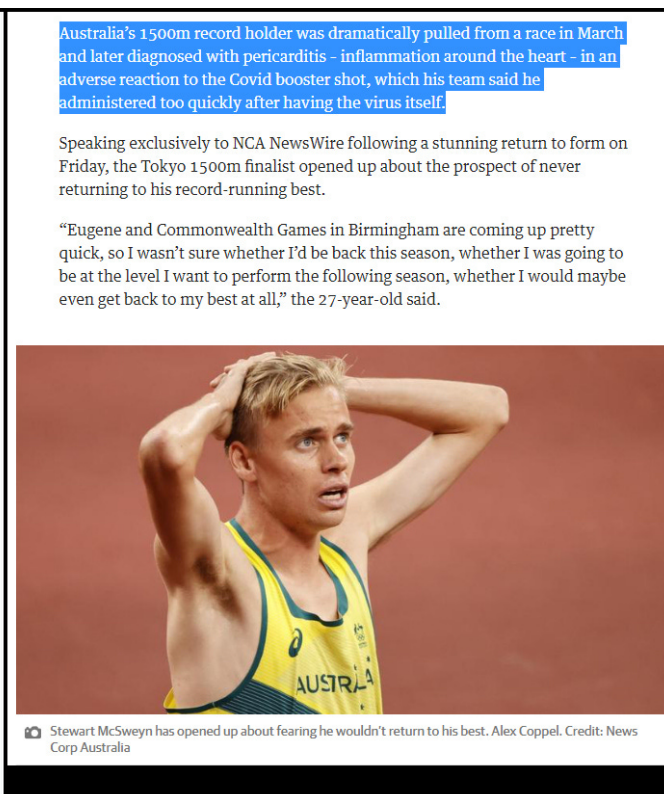 Australia’s 1500m record holder was dramatically pulled from a race in March
and later diagnosed with pericarditis – inflammation around the heart – in an
adverse reaction to the Covid booster shot, which his team said he
administered too quickly after having the virus itself.
Speaking exclusively to NCA NewsWire following a stunning return to form on
Friday, the Tokyo 1500m finalist opened up about the prospect of never
returning to his record-running best.
“Eugene and Commonwealth Games in Birmingham are coming up pretty
quick, so I wasn’t sure whether I’d be back this season, whether I was going to
be at the level I want to perform the following season, whether I would maybe
even get back to my best at all,” the 27-year-old said.
AUSTRALIA
Stewart McSweyn has opened up about fearing he wouldn’t return to his best. Alex Coppel. Credit: News
Corp Australia